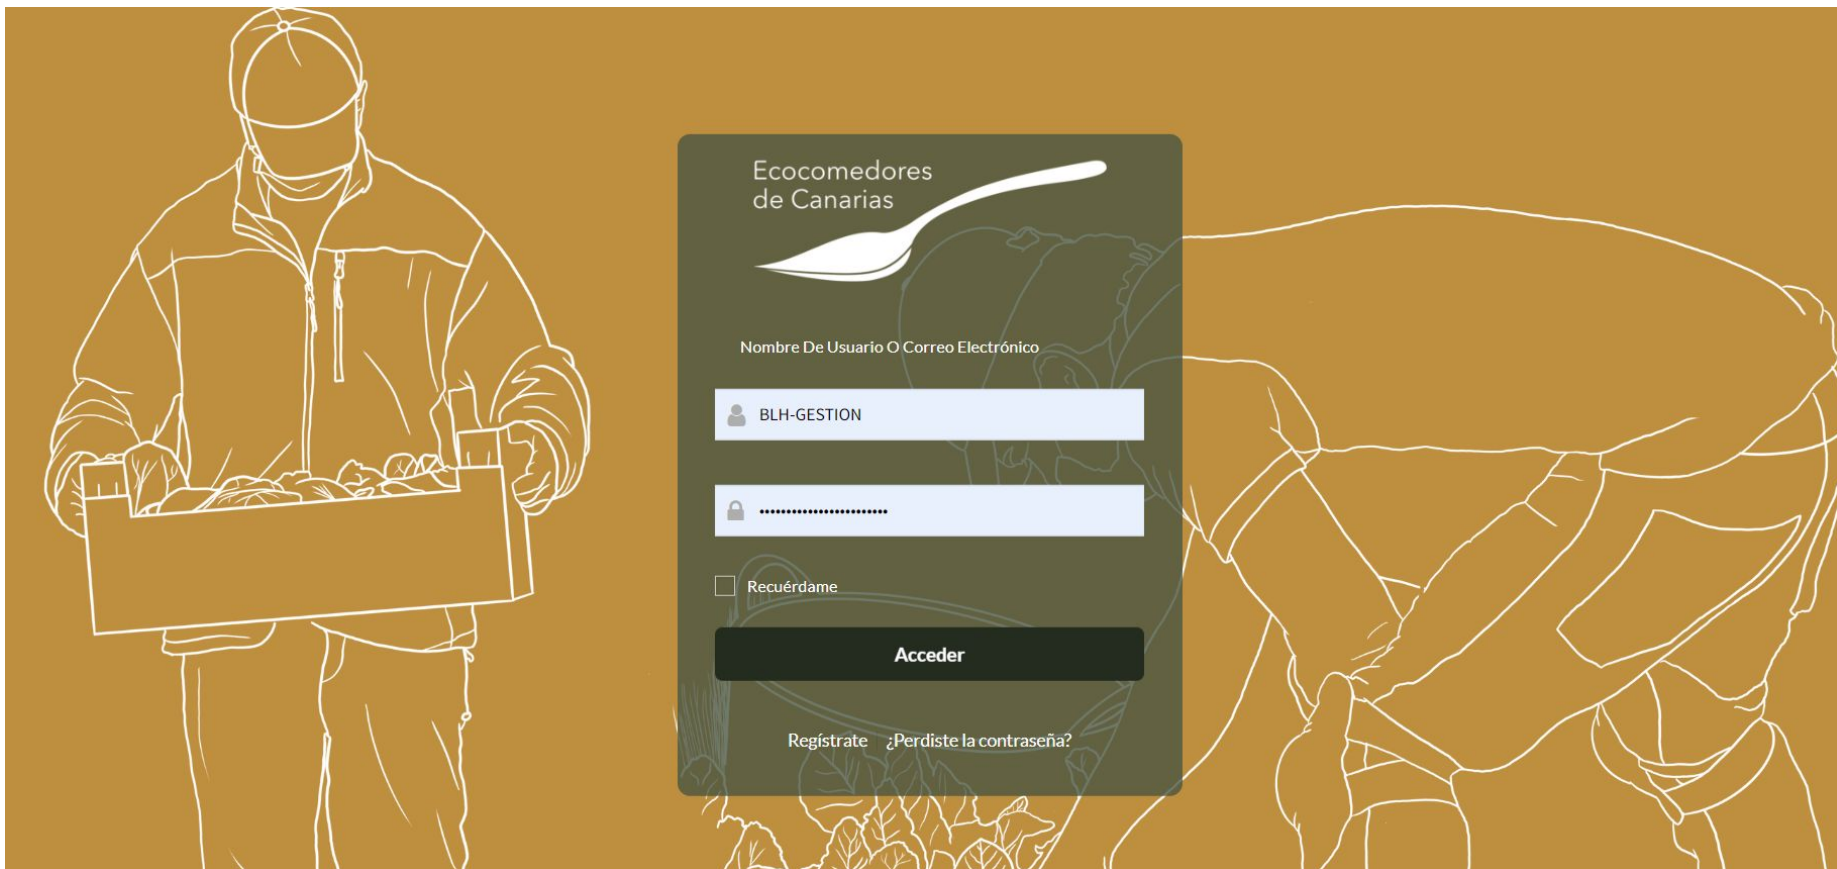 Ecocomedores
de Canarias
Nombre De Usuario O Correo Electrónico
BLH-GESTION
••••••••••••••••••••••••
Recuérdame
Acceder
Regístrate ¿Perdiste la contraseña?